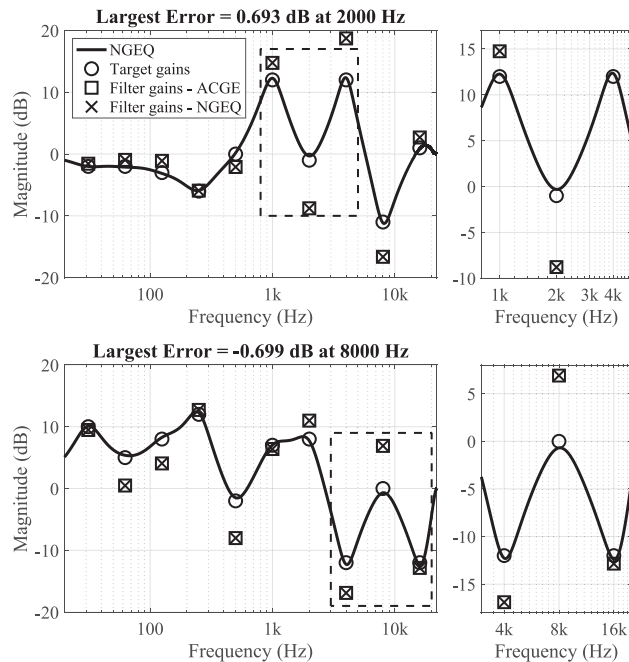 Largest Error = 0.693 dB at 2000 Hz
NGEQ
Target gains
Filter gains - ACGE
Filter gains - NGEQ
20
10
0
-10
-20
Magnitude (dB)
100
1k
10k
Frequency (Hz)
15
10
5
0
-5
-10
1k
2k
3k
4k
Frequency (Hz)
Largest Error = -0.699 dB at 8000 Hz
20
10
0
-10
-20
Magnitude (dB)
100
1k
10k
Frequency (Hz)
5
0
-5
-10
-15
4k
8k
16k
Frequency (Hz)